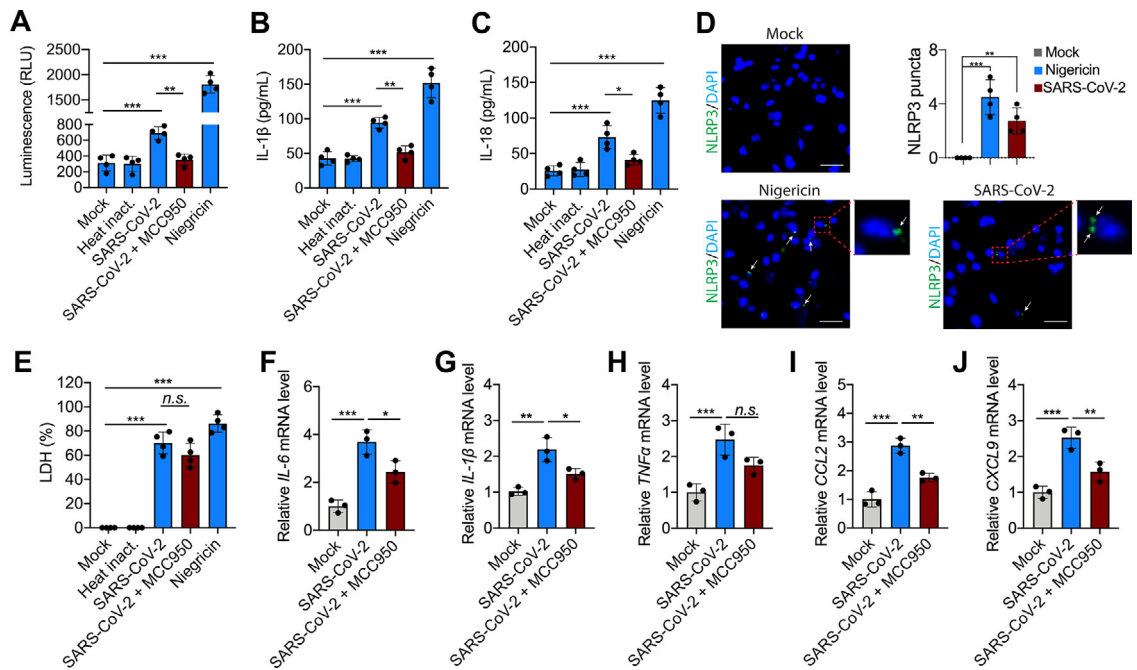 A
Luminescence (RLU)
2500
2000
1500
1000
800
600
400
200
0
***
***
**
Mock
Heat inact.
SARS-CoV-2
SARS-CoV-2 + MCC950
Niegricin
B
IL-1β (pg/mL)
200
150
100
50
0
***
***
**
Mock
Heat inact.
SARS-CoV-2
SARS-CoV-2 + MCC950
Niegricin
C
IL-18 (pg/mL)
200
150
100
50
0
***
***
*
Mock
Heat inact.
SARS-CoV-2
SARS-CoV-2 + MCC950
Niegricin
D
Mock
NLRP3/DAPI
NLRP3 puncta
8
4
0
**
***
Mock
Nigericin
SARS-CoV-2
Nigericin
NLRP3/DAPI
SARS-CoV-2
NLRP3/DAPI
E
LDH (%)
120
100
80
60
40
20
0
***
***
n.s.
Mock
Heat inact.
SARS-CoV-2
SARS-CoV-2 + MCC950
Niegricin
F
Relative IL-6 mRNA level
6
4
2
0
***
*
Mock
SARS-CoV-2
SARS-CoV-2 + MCC950
G
Relative IL-1β mRNA level
4
3
2
1
0
**
*
Mock
SARS-CoV-2
SARS-CoV-2 + MCC950
H
Relative TNFα mRNA level
4
3
2
1
0
***
n.s.
Mock
SARS-CoV-2
SARS-CoV-2 + MCC950
I
Relative CCL2 mRNA level
5
4
3
2
1
0
***
**
Mock
SARS-CoV-2
SARS-CoV-2 + MCC950
J
Relative CXCL9 mRNA level
4
3
2
1
0
***
**
Mock
SARS-CoV-2
SARS-CoV-2 + MCC950